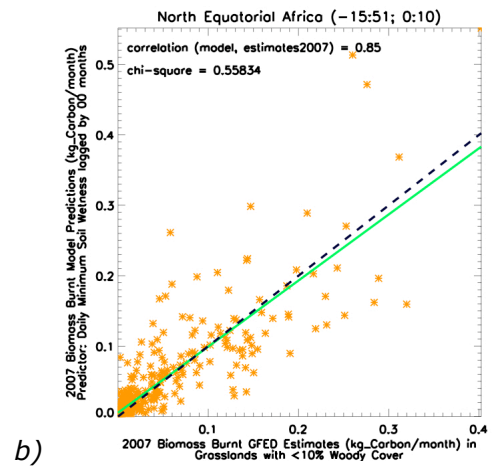 North Equatorial Africa (-15:51; 0:10)
correlation (model, estimates2007) = 0.85
chi-square = 0.55834
2007 Biomass Burnt Model Predictions (kg_Carbon/months)
Predictor: Daily Minimum Soil Wetness lagged by 00 months
0.5
0.4
0.3
0.2
0.1
0.0
0.1 0.2 0.3 0.4
2007 Biomass Burnt GFED Estimates (kg_Carbon/month) in
Grasslands with <10% Woody Cover
b)